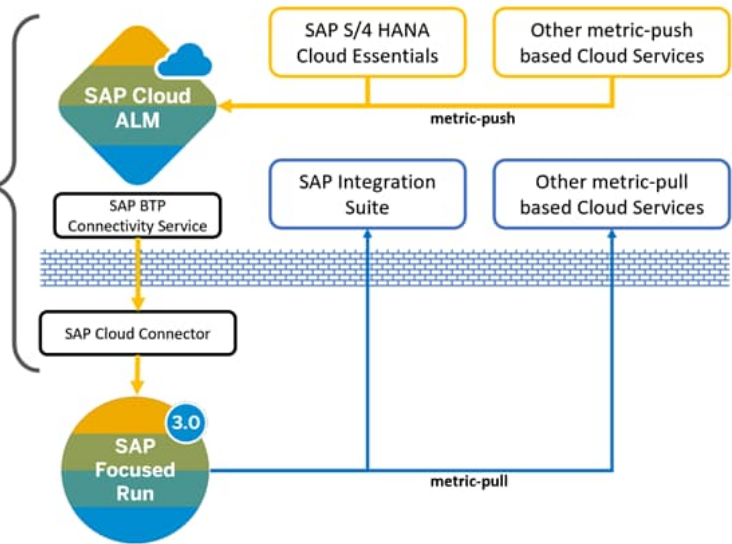 SAP S/4 HANA
Cloud Essentials
Other metric-push
based Cloud Services
SAP Cloud
ALM
metric-push
SAP Integration
Suite
Other metric-pull
based Cloud Services
SAP BTP
Connectivity Service
SAP Cloud Connector
3.0
SAP
Focused
Run
metric-pull